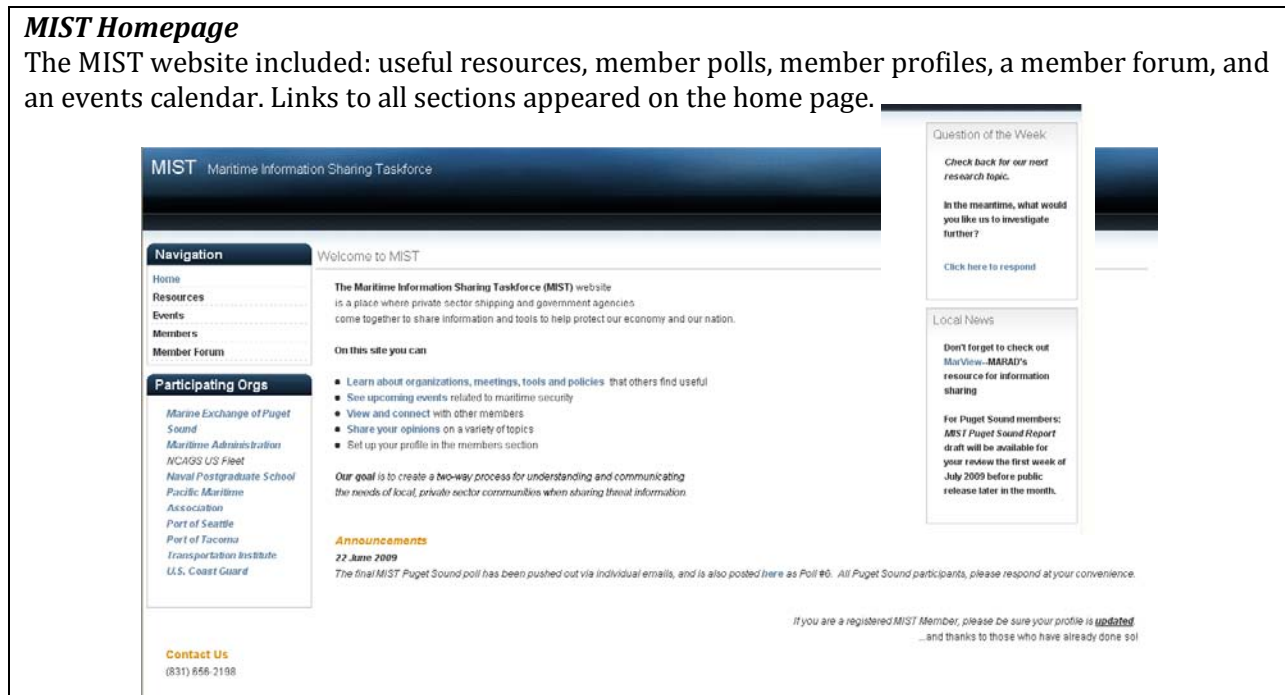 MIST Homepage
The MIST website included: useful resources, member polls, member profiles, a member forum, and
an events calendar. Links to all sections appeared on the home page.
MIST Maritime Information Sharing Taskforce
Navigation
Home
Resources
Events
Members
Member Forum
Participating Orgs
Marine Exchange of Puget
Sound
Maritime Administration
NCAGS US Fleet
Naval Postgraduate School
Pacific Maritime
Association
Port of Seattle
Port of Tacoma
Transportation Institute
U.S. Coast Guard
Contact Us
(831) 656-2198
Welcome to MIST
The Maritime Information Sharing Taskforce (MIST) website
is a place where private sector shipping and government agencies
come together to share information and tools to help protect our economy and our nation.
On this site you can
• Learn about organizations, meetings, tools and policies that others find useful
• See upcoming events related to maritime security
• View and connect with other members
• Share your opinions on a variety of topics
• Set up your profile in the members section
Our goal is to create a two-way process for understanding and communicating
the needs of local, private sector communities when sharing threat information.
Announcements
22 June 2009
The final MIST Puget Sound poll has been pushed out via individual emails, and is also posted here as Poll #6. All Puget Sound participants, please respond at your convenience.
If you are a registered MIST Member, please be sure your profile is updated
...and thanks to those who have already done so!
Question of the Week
Check back for our next
research topic.
In the meantime, what would
you like us to investigate
further?
Click here to respond
Local News
Don't forget to check out
MarView--MARAD's
resource for information
sharing
For Puget Sound members:
MIST Puget Sound Report
draft will be available for
your review the first week of
July 2009 before public
release later in the month.